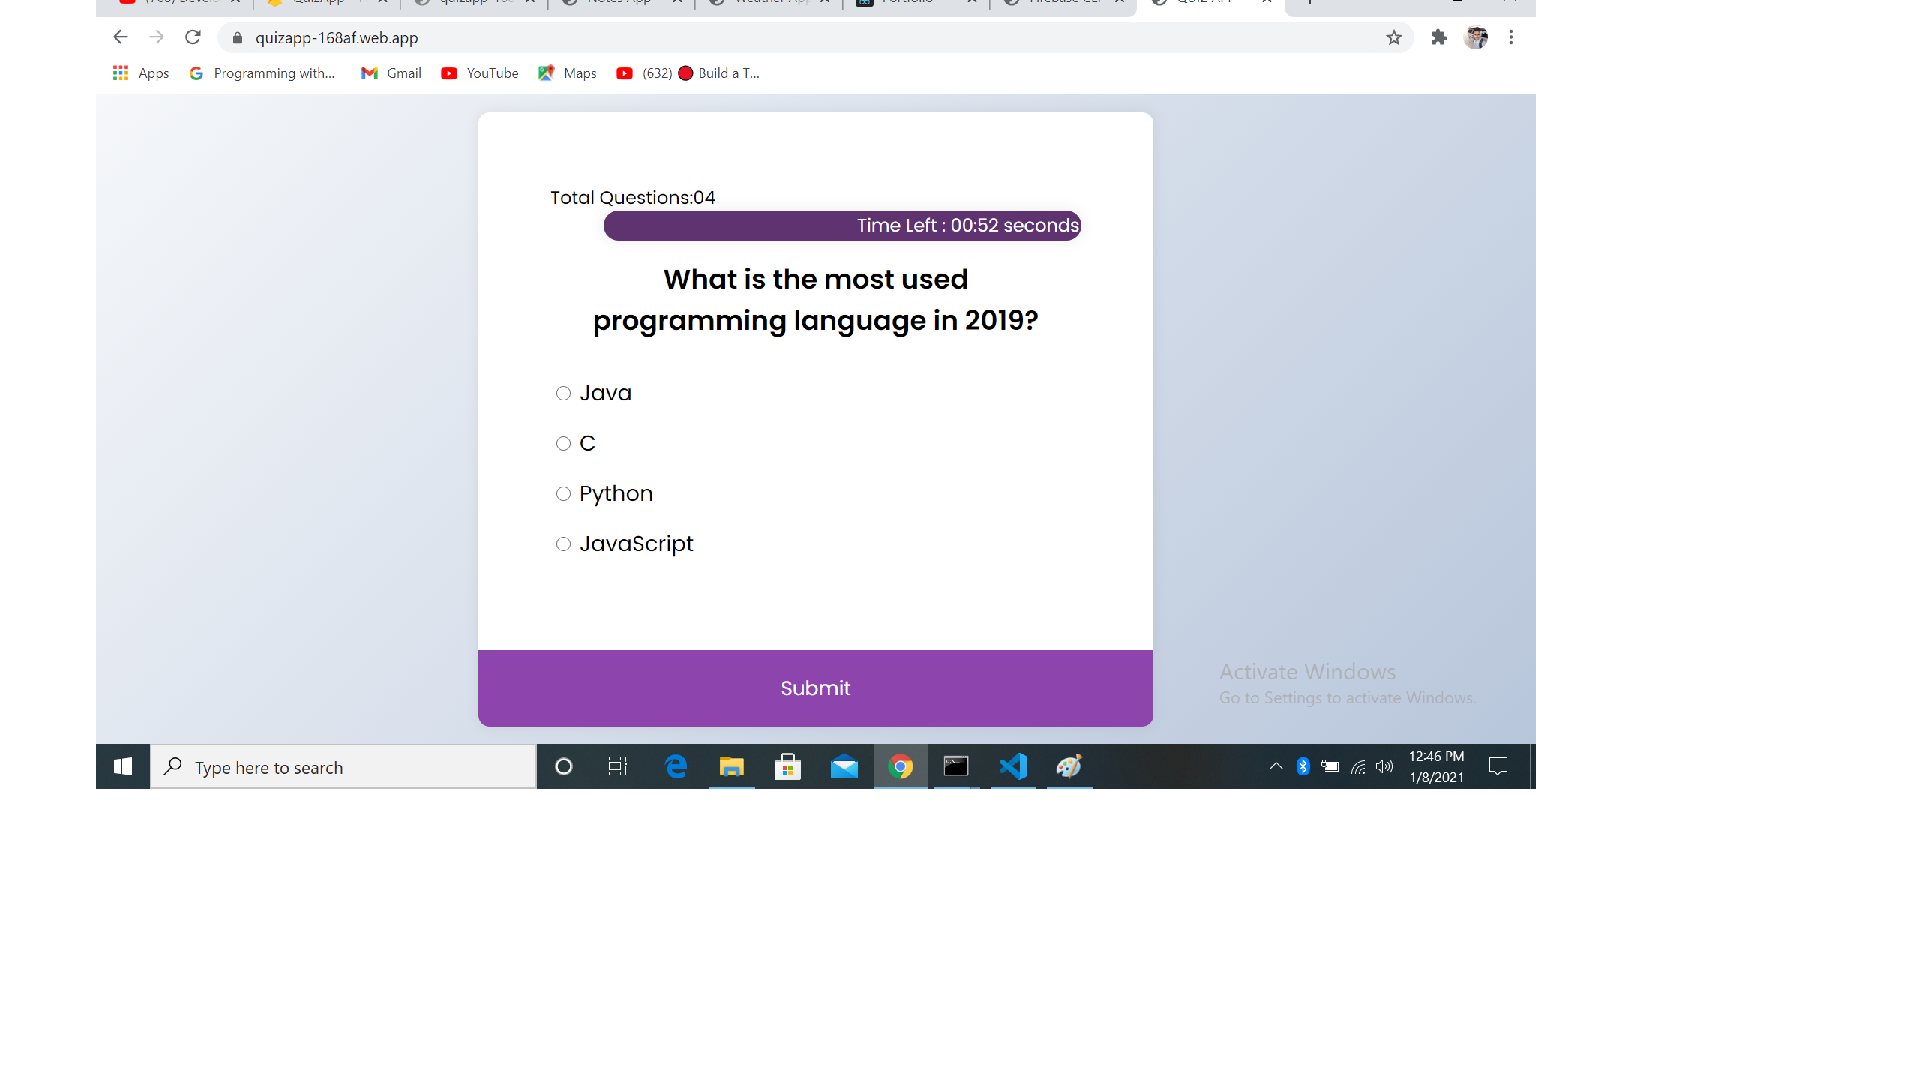 quizapp-168af.web.app
Apps Programming with... Gmail YouTube Maps (632) Build a T...
Total Questions:04
Time Left : 00:52 seconds
What is the most used
programming language in 2019?
Java
C
Python
JavaScript
Submit
Activate Windows
Go to Settings to activate Windows.
Type here to search
12:46 PM
1/8/2021